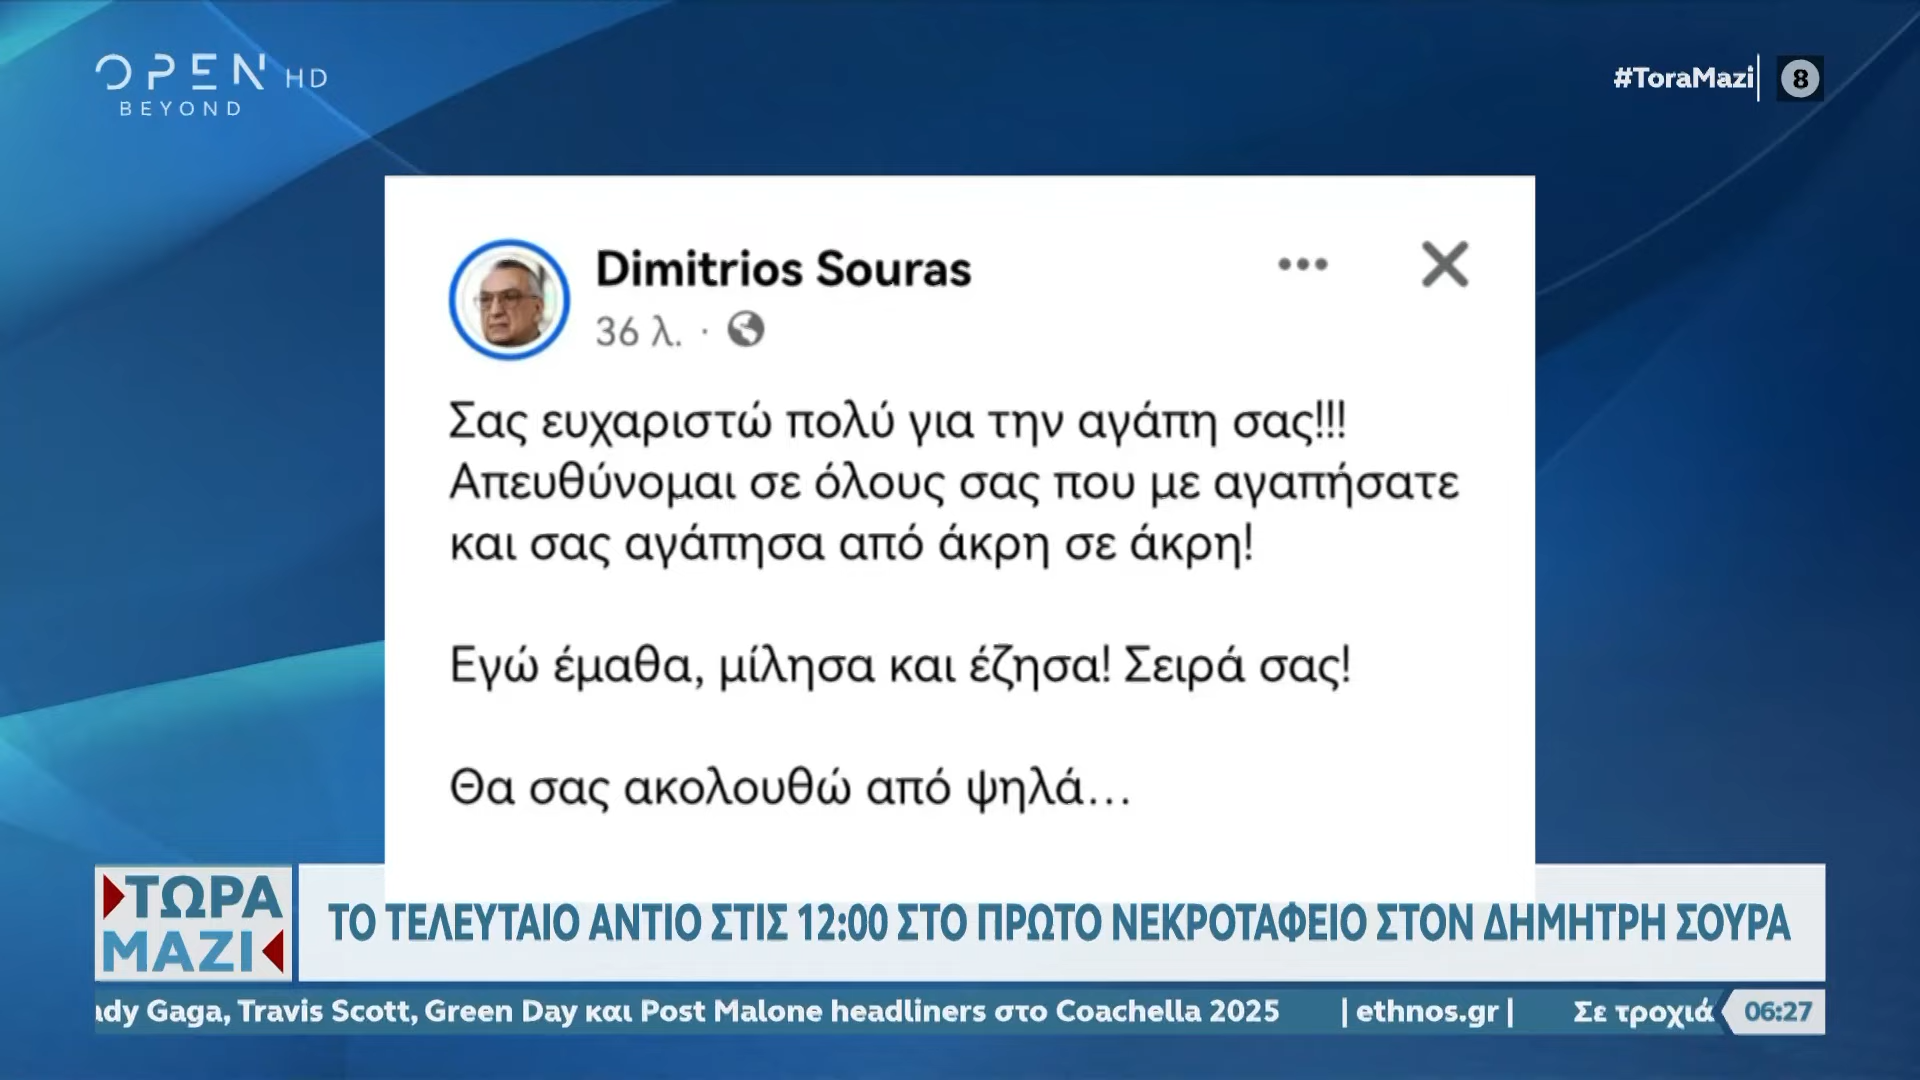 OPEN HD
BEYOND
#ToraMazi
8
Dimitrios Souras
36 λ. ·
Σας ευχαριστώ πολύ για την αγάπη σας!!!
Απευθύνομαι σε όλους σας που με αγαπήσατε
και σας αγάπησα από άκρη σε άκρη!
Εγώ έμαθα, μίλησα και έζησα! Σειρά σας!
Θα σας ακολουθώ από ψηλά...
ΤΩΡΑ
ΜΑΖΙ
ΤΟ ΤΕΛΕΥΤΑΙΟ ΑΝΤΙΟ ΣΤΙΣ 12:00 ΣΤΟ ΠΡΩΤΟ ΝΕΚΡΟΤΑΦΕΙΟ ΣΤΟΝ ΔΗΜΗΤΡΗ ΣΟΥΡΑ
ady Gaga, Travis Scott, Green Day και Post Malone headliners στο Coachella 2025 | ethnos.gr | Σε τροχιά
06:27